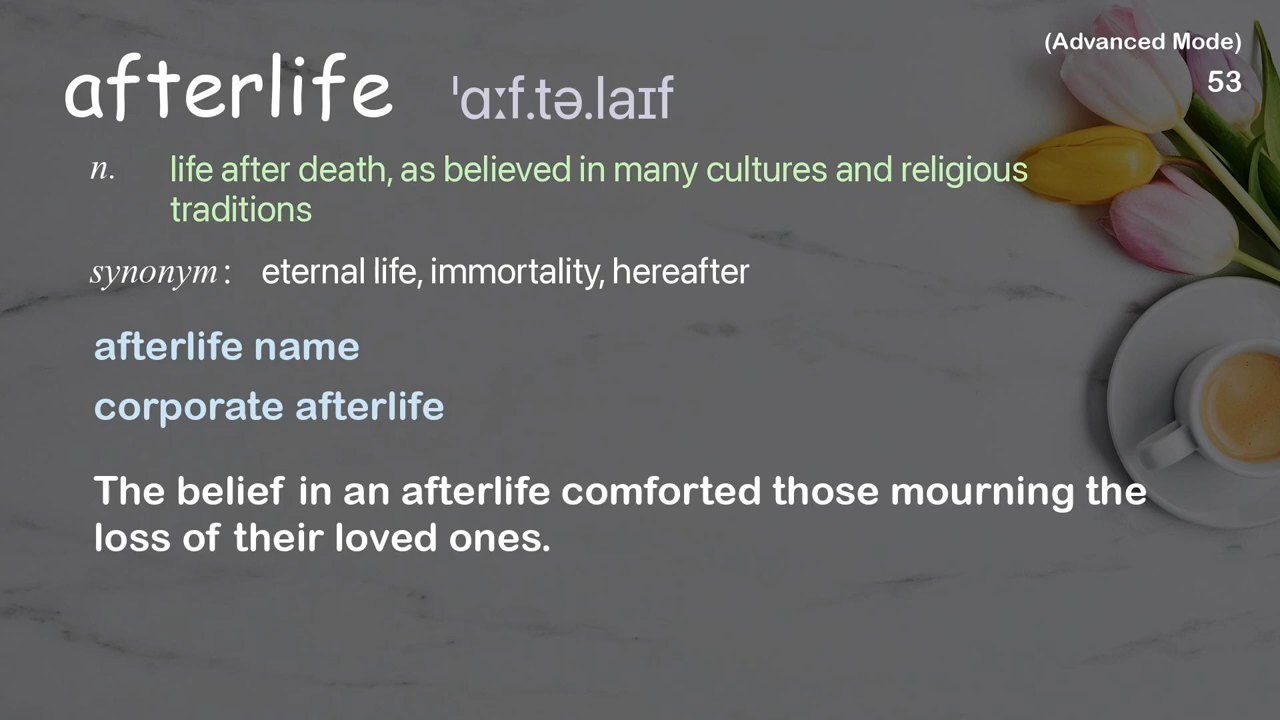 (Advanced Mode)
53
afterlife ˈɑːf.tə.laɪf
n. life after death, as believed in many cultures and religious
traditions
synonym: eternal life, immortality, hereafter
afterlife name
corporate afterlife
The belief in an afterlife comforted those mourning the
loss of their loved ones.